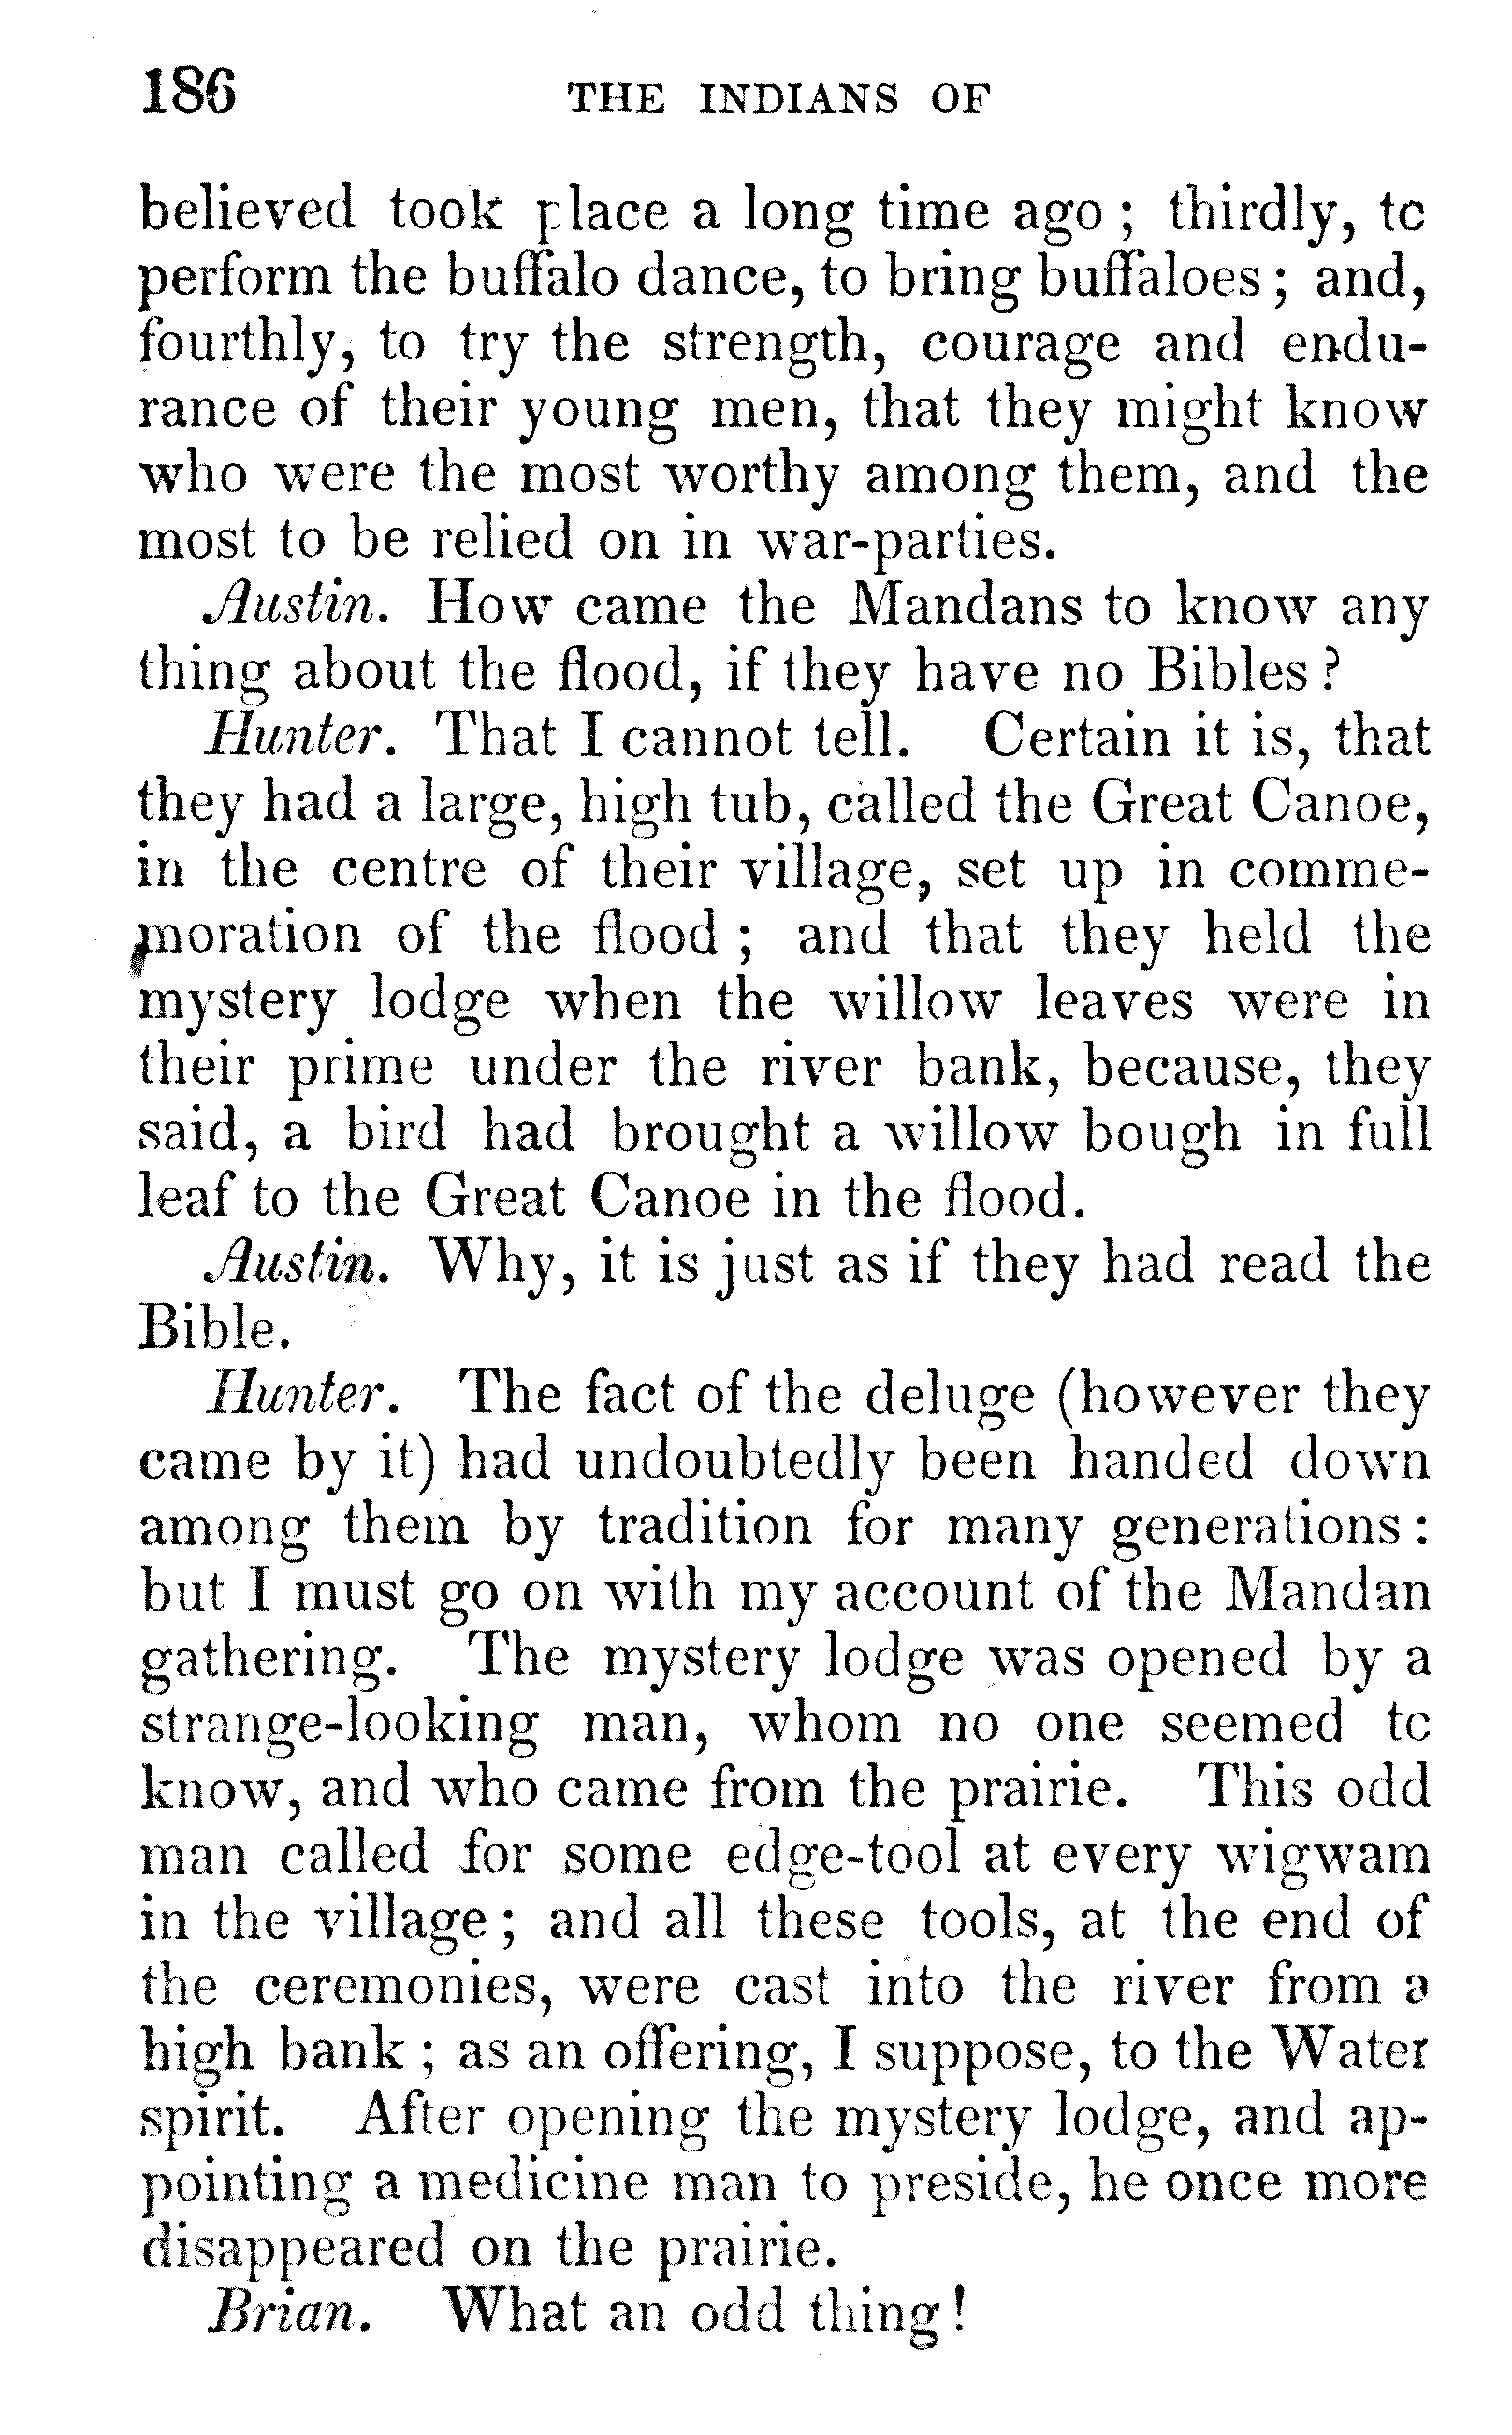 186 THE INDIANS OF
believed took place a long time ago ; thirdly, to
perform the buffalo dance, to bring buffaloes ; and,
fourthly, to try the strength, courage and endu-
rance of their young men, that they might know
who were the most worthy among them, and the
most to be relied on in war-parties.
Austin. How came the Mandans to know any
thing about the flood, if they have no Bibles ?
Hunter. That I cannot tell. Certain it is, that
they had a large, high tub, called the Great Canoe,
in the centre of their village, set up in comme-
moration of the flood ; and that they held the
mystery lodge when the willow leaves were in
their prime under the river bank, because, they
said, a bird had brought a willow bough in full
leaf to the Great Canoe in the flood.
Austin. Why, it is just as if they had read the
Bible.
Hunter. The fact of the deluge (however they
came by it) had undoubtedly been handed down
among them by tradition for many generations :
but I must go on with my account of the Mandan
gathering. The mystery lodge was opened by a
strange-looking man, whom no one seemed to
know, and who came from the prairie. This odd
man called for some edge-tool at every wigwam
in the village ; and all these tools, at the end of
the ceremonies, were cast into the river from a
high bank ; as an offering, I suppose, to the Water
spirit. After opening the mystery lodge, and ap-
pointing a medicine man to preside, he once more
disappeared on the prairie.
Brian. What an odd thing !